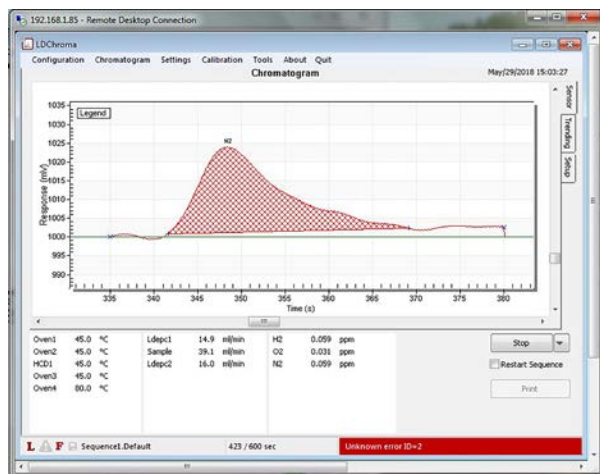 192.168.1.85 - Remote Desktop Connection
LDChroma
Configuration Chromatogram Settings Calibration Tools About Quit
Chromatogram May/29/2018 15:03:27
Sensor
Trending
Setup
Legend
N2
Response (mV)
1035
1030
1025
1020
1015
1010
1005
1000
995
990
335 340 345 350 355 360 365 370 375 380
Time (s)
Oven1 45.0 °C Ldepc1 14.9 ml/min H2 0.059 ppm
Oven2 45.0 °C Sample 39.1 ml/min O2 0.031 ppm
HCD1 45.0 °C Ldepc2 16.0 ml/min N2 0.059 ppm
Oven3 45.0 °C
Oven4 80.0 °C
Stop
Restart Sequence
Print
L F Sequence1.Default 423 / 600 sec Unknown error ID=2